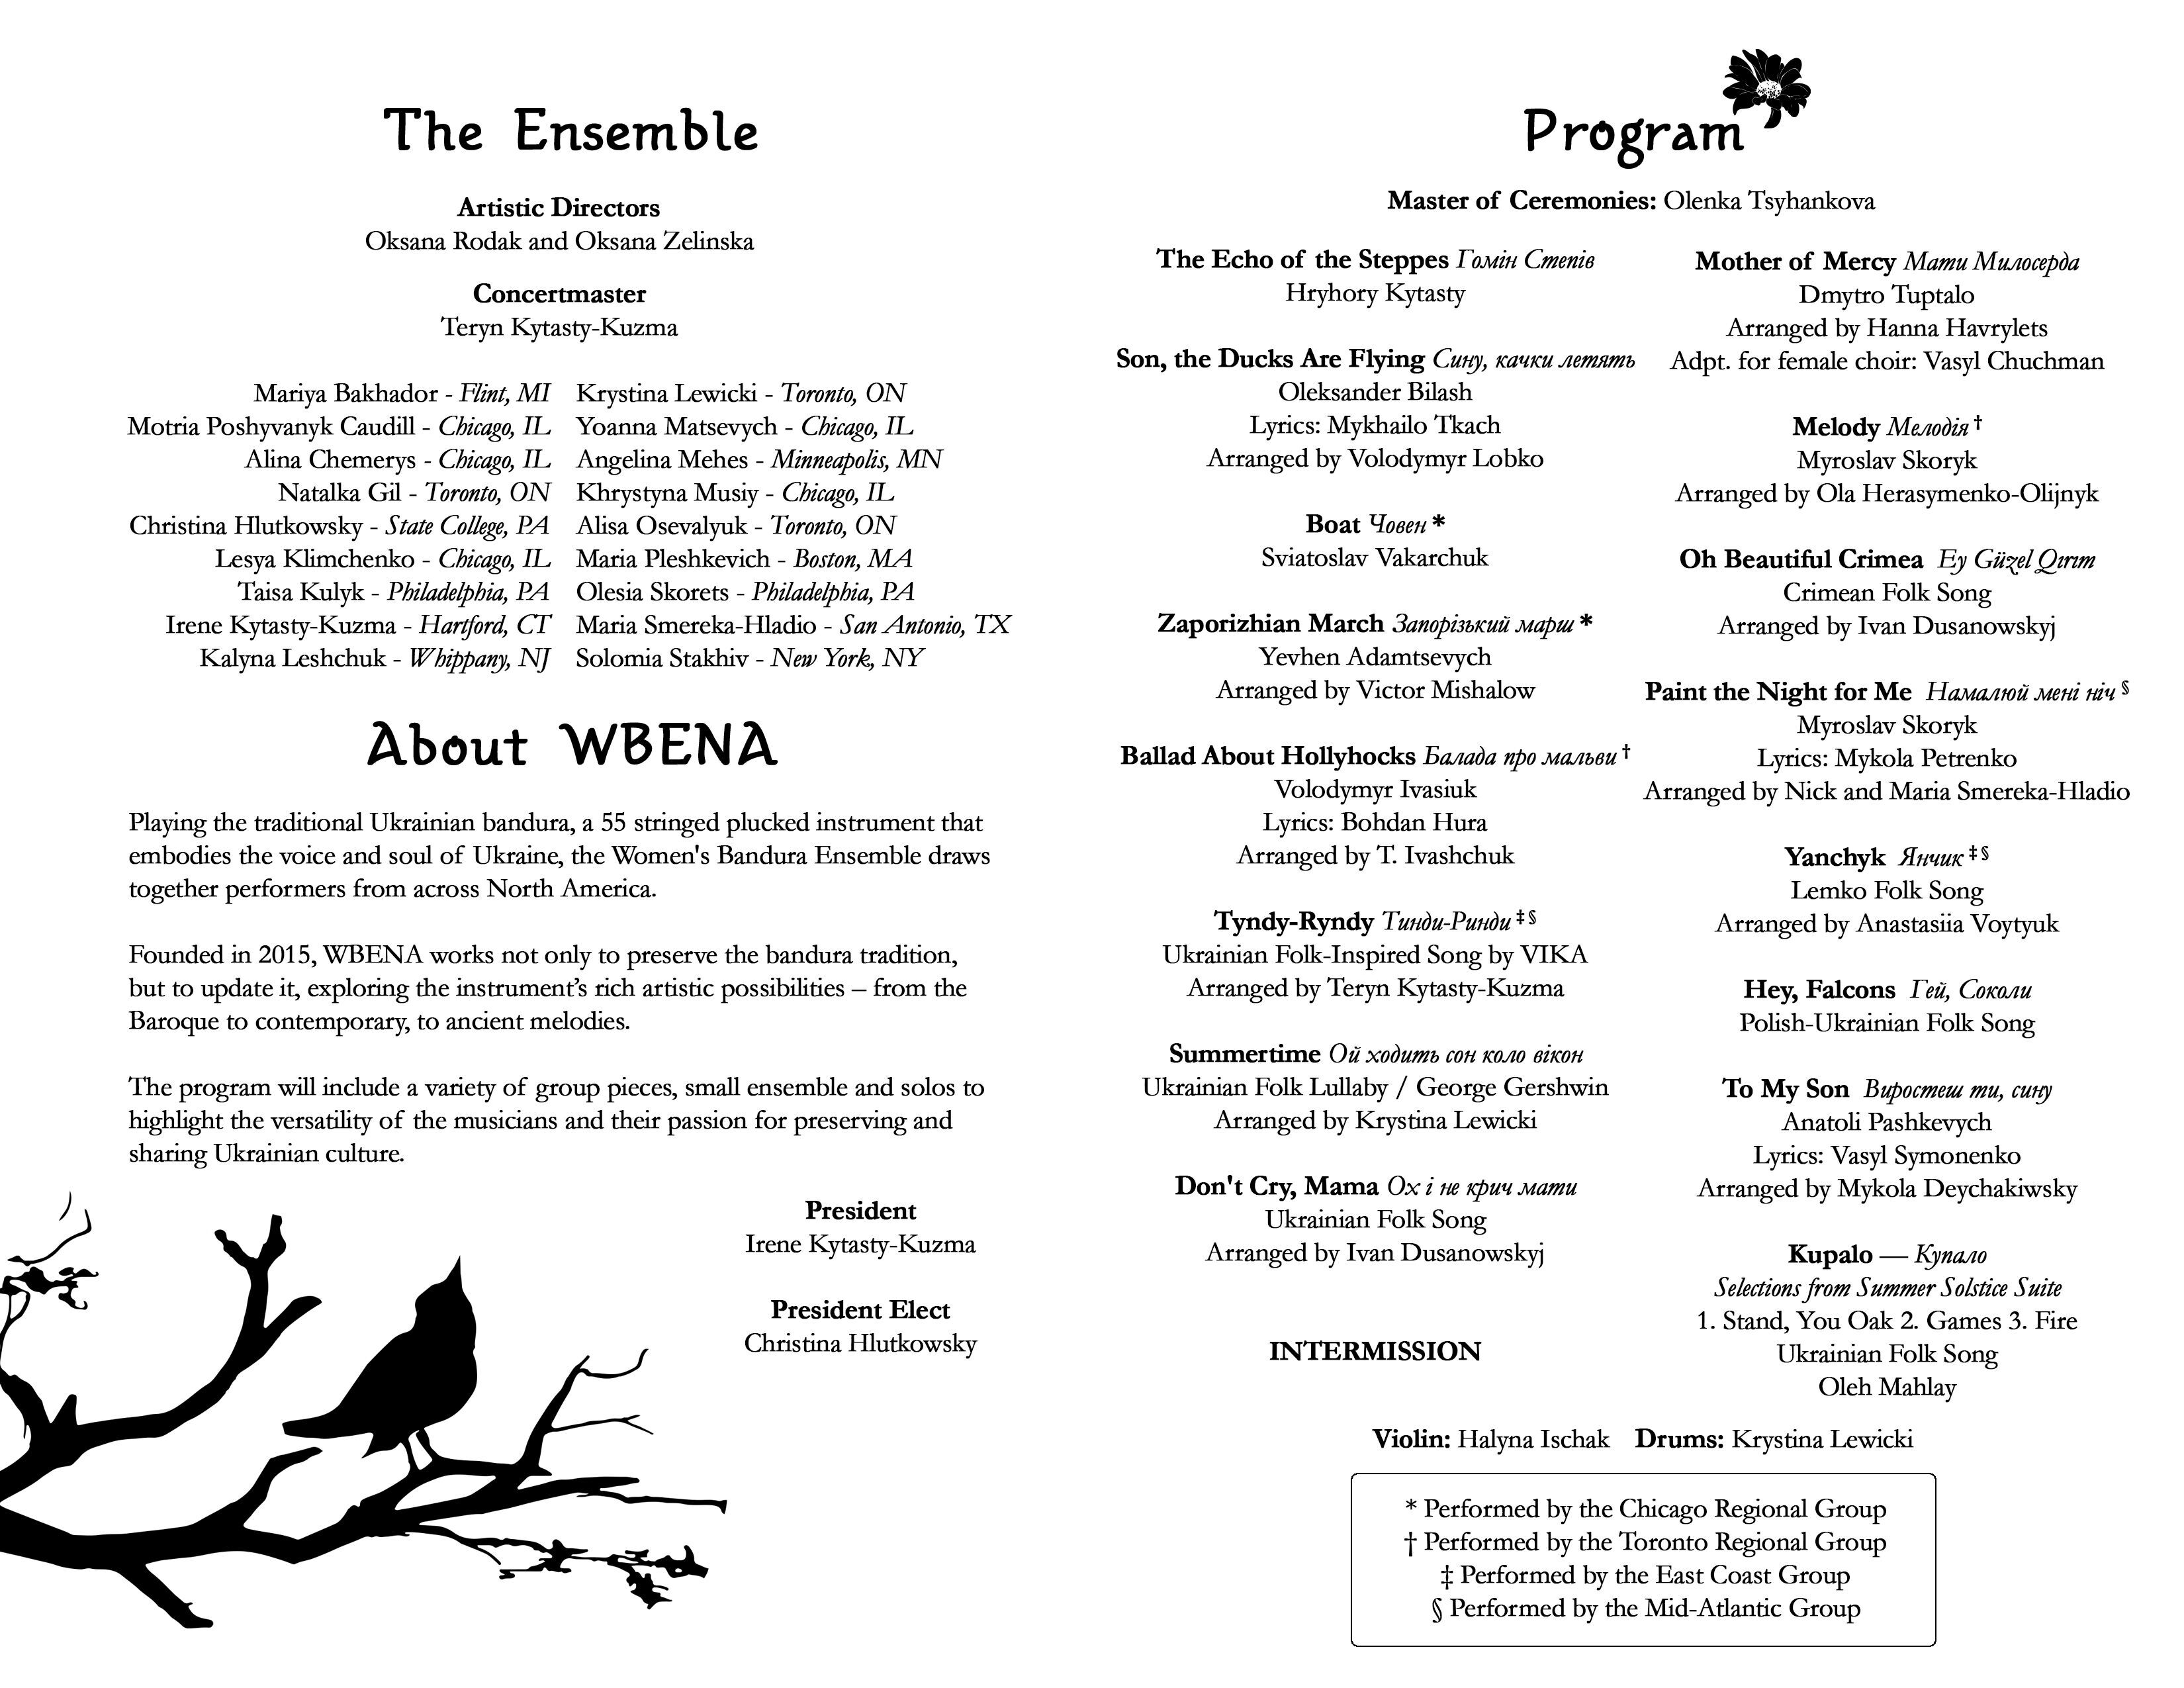 The Ensemble
Artistic Directors
Oksana Rodak and Oksana Zelinska
Concertmaster
Teryn Kytasty-Kuzma
Mariya Bakhador - Flint, MI
Motria Poshyvanyk Caudill - Chicago, IL
Alina Chemerys - Chicago, IL
Natalka Gil - Toronto, ON
Christina Hlutkowsky - State College, PA
Lesya Klimchenko - Chicago, IL
Taisa Kulyk - Philadelphia, PA
Irene Kytasty-Kuzma - Hartford, CT
Kalyna Leshchuk - Whippany, NJ
Krystina Lewicki - Toronto, ON
Yoanna Matsevych - Chicago, IL
Angelina Mehes - Minneapolis, MN
Khrystyna Musiy - Chicago, IL
Alisa Osevalyuk - Toronto, ON
Maria Pleshkevich - Boston, MA
Olesia Skorets - Philadelphia, PA
Maria Smereka-Hladio - San Antonio, TX
Solomia Stakhiv - New York, NY
About WBENA
Playing the traditional Ukrainian bandura, a 55 stringed plucked instrument that
embodies the voice and soul of Ukraine, the Women's Bandura Ensemble draws
together performers from across North America.
Founded in 2015, WBENA works not only to preserve the bandura tradition,
but to update it, exploring the instrument’s rich artistic possibilities – from the
Baroque to contemporary, to ancient melodies.
The program will include a variety of group pieces, small ensemble and solos to
highlight the versatility of the musicians and their passion for preserving and
sharing Ukrainian culture.
President
Irene Kytasty-Kuzma
President Elect
Christina Hlutkowsky
Program
Master of Ceremonies: Olenka Tsyhankova
The Echo of the Steppes Гомін Степів
Hryhory Kytasty
Son, the Ducks Are Flying Сину, качки летять
Oleksander Bilash
Lyrics: Mykhailo Tkach
Arranged by Volodymyr Lobko
Boat Човен *
Sviatoslav Vakarchuk
Zaporizhian March Запорізький марш *
Yevhen Adamtsevych
Arranged by Victor Mishalow
Ballad About Hollyhocks Балада про мальви †
Volodymyr Ivasiuk
Lyrics: Bohdan Hura
Arranged by T. Ivashchuk
Tyndy-Ryndy Тинди-Ринди ‡ §
Ukrainian Folk-Inspired Song by VIKA
Arranged by Teryn Kytasty-Kuzma
Summertime Ой ходить сон коло вікон
Ukrainian Folk Lullaby / George Gershwin
Arranged by Krystina Lewicki
Don't Cry, Mama Ох і не крич мати
Ukrainian Folk Song
Arranged by Ivan Dusanowskyj
INTERMISSION
Mother of Mercy Мати Милосерда
Dmytro Tuptalo
Arranged by Hanna Havrylets
Adpt. for female choir: Vasyl Chuchman
Melody Мелодія †
Myroslav Skoryk
Arranged by Ola Herasymenko-Olijnyk
Oh Beautiful Crimea Ey Güzel Qırım
Crimean Folk Song
Arranged by Ivan Dusanowskyj
Paint the Night for Me Намалюй мені ніч §
Myroslav Skoryk
Lyrics: Mykola Petrenko
Arranged by Nick and Maria Smereka-Hladio
Yanchyk Янчик ‡ §
Lemko Folk Song
Arranged by Anastasiia Voytyuk
Hey, Falcons Гей, Соколи
Polish-Ukrainian Folk Song
To My Son Виростеш ти, сину
Anatoli Pashkevych
Lyrics: Vasyl Symonenko
Arranged by Mykola Deychakiwsky
Kupalo — Купало
Selections from Summer Solstice Suite
1. Stand, You Oak 2. Games 3. Fire
Ukrainian Folk Song
Oleh Mahlay
Violin: Halyna Ischak Drums: Krystina Lewicki
* Performed by the Chicago Regional Group
† Performed by the Toronto Regional Group
‡ Performed by the East Coast Group
§ Performed by the Mid-Atlantic Group